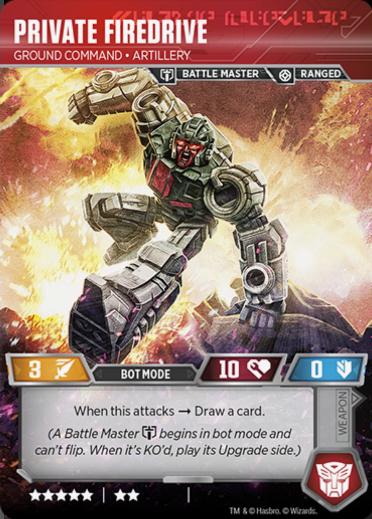 PRIVATE FIREDRIVE
GROUND COMMAND • ARTILLERY
BATTLE MASTER RANGED
3 BOT MODE 10 0
When this attacks → Draw a card.
(A Battle Master begins in bot mode and
can't flip. When it's KO'd, play its Upgrade side.)
WEAPON
TM & © Hasbro. © Wizards.